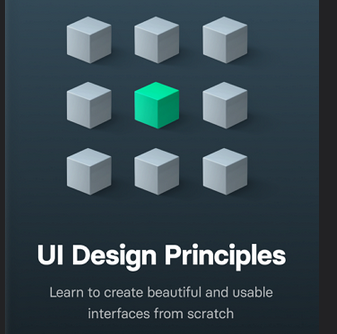 UI Design Principles
Learn to create beautiful and usable
interfaces from scratch